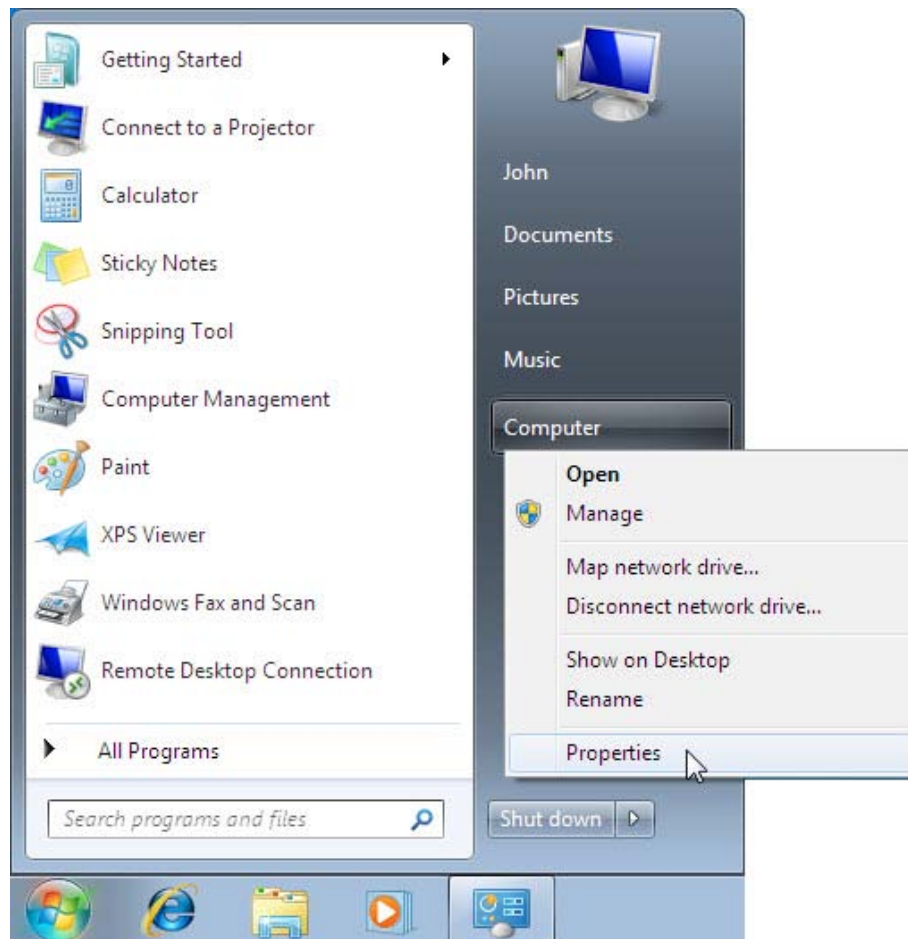 Getting Started
Connect to a Projector
Calculator
Sticky Notes
Snipping Tool
Computer Management
Paint
XPS Viewer
Windows Fax and Scan
Remote Desktop Connection
All Programs
Search programs and files
John
Documents
Pictures
Music
Computer
Open
Manage
Map network drive...
Disconnect network drive...
Show on Desktop
Rename
Properties
Shut down